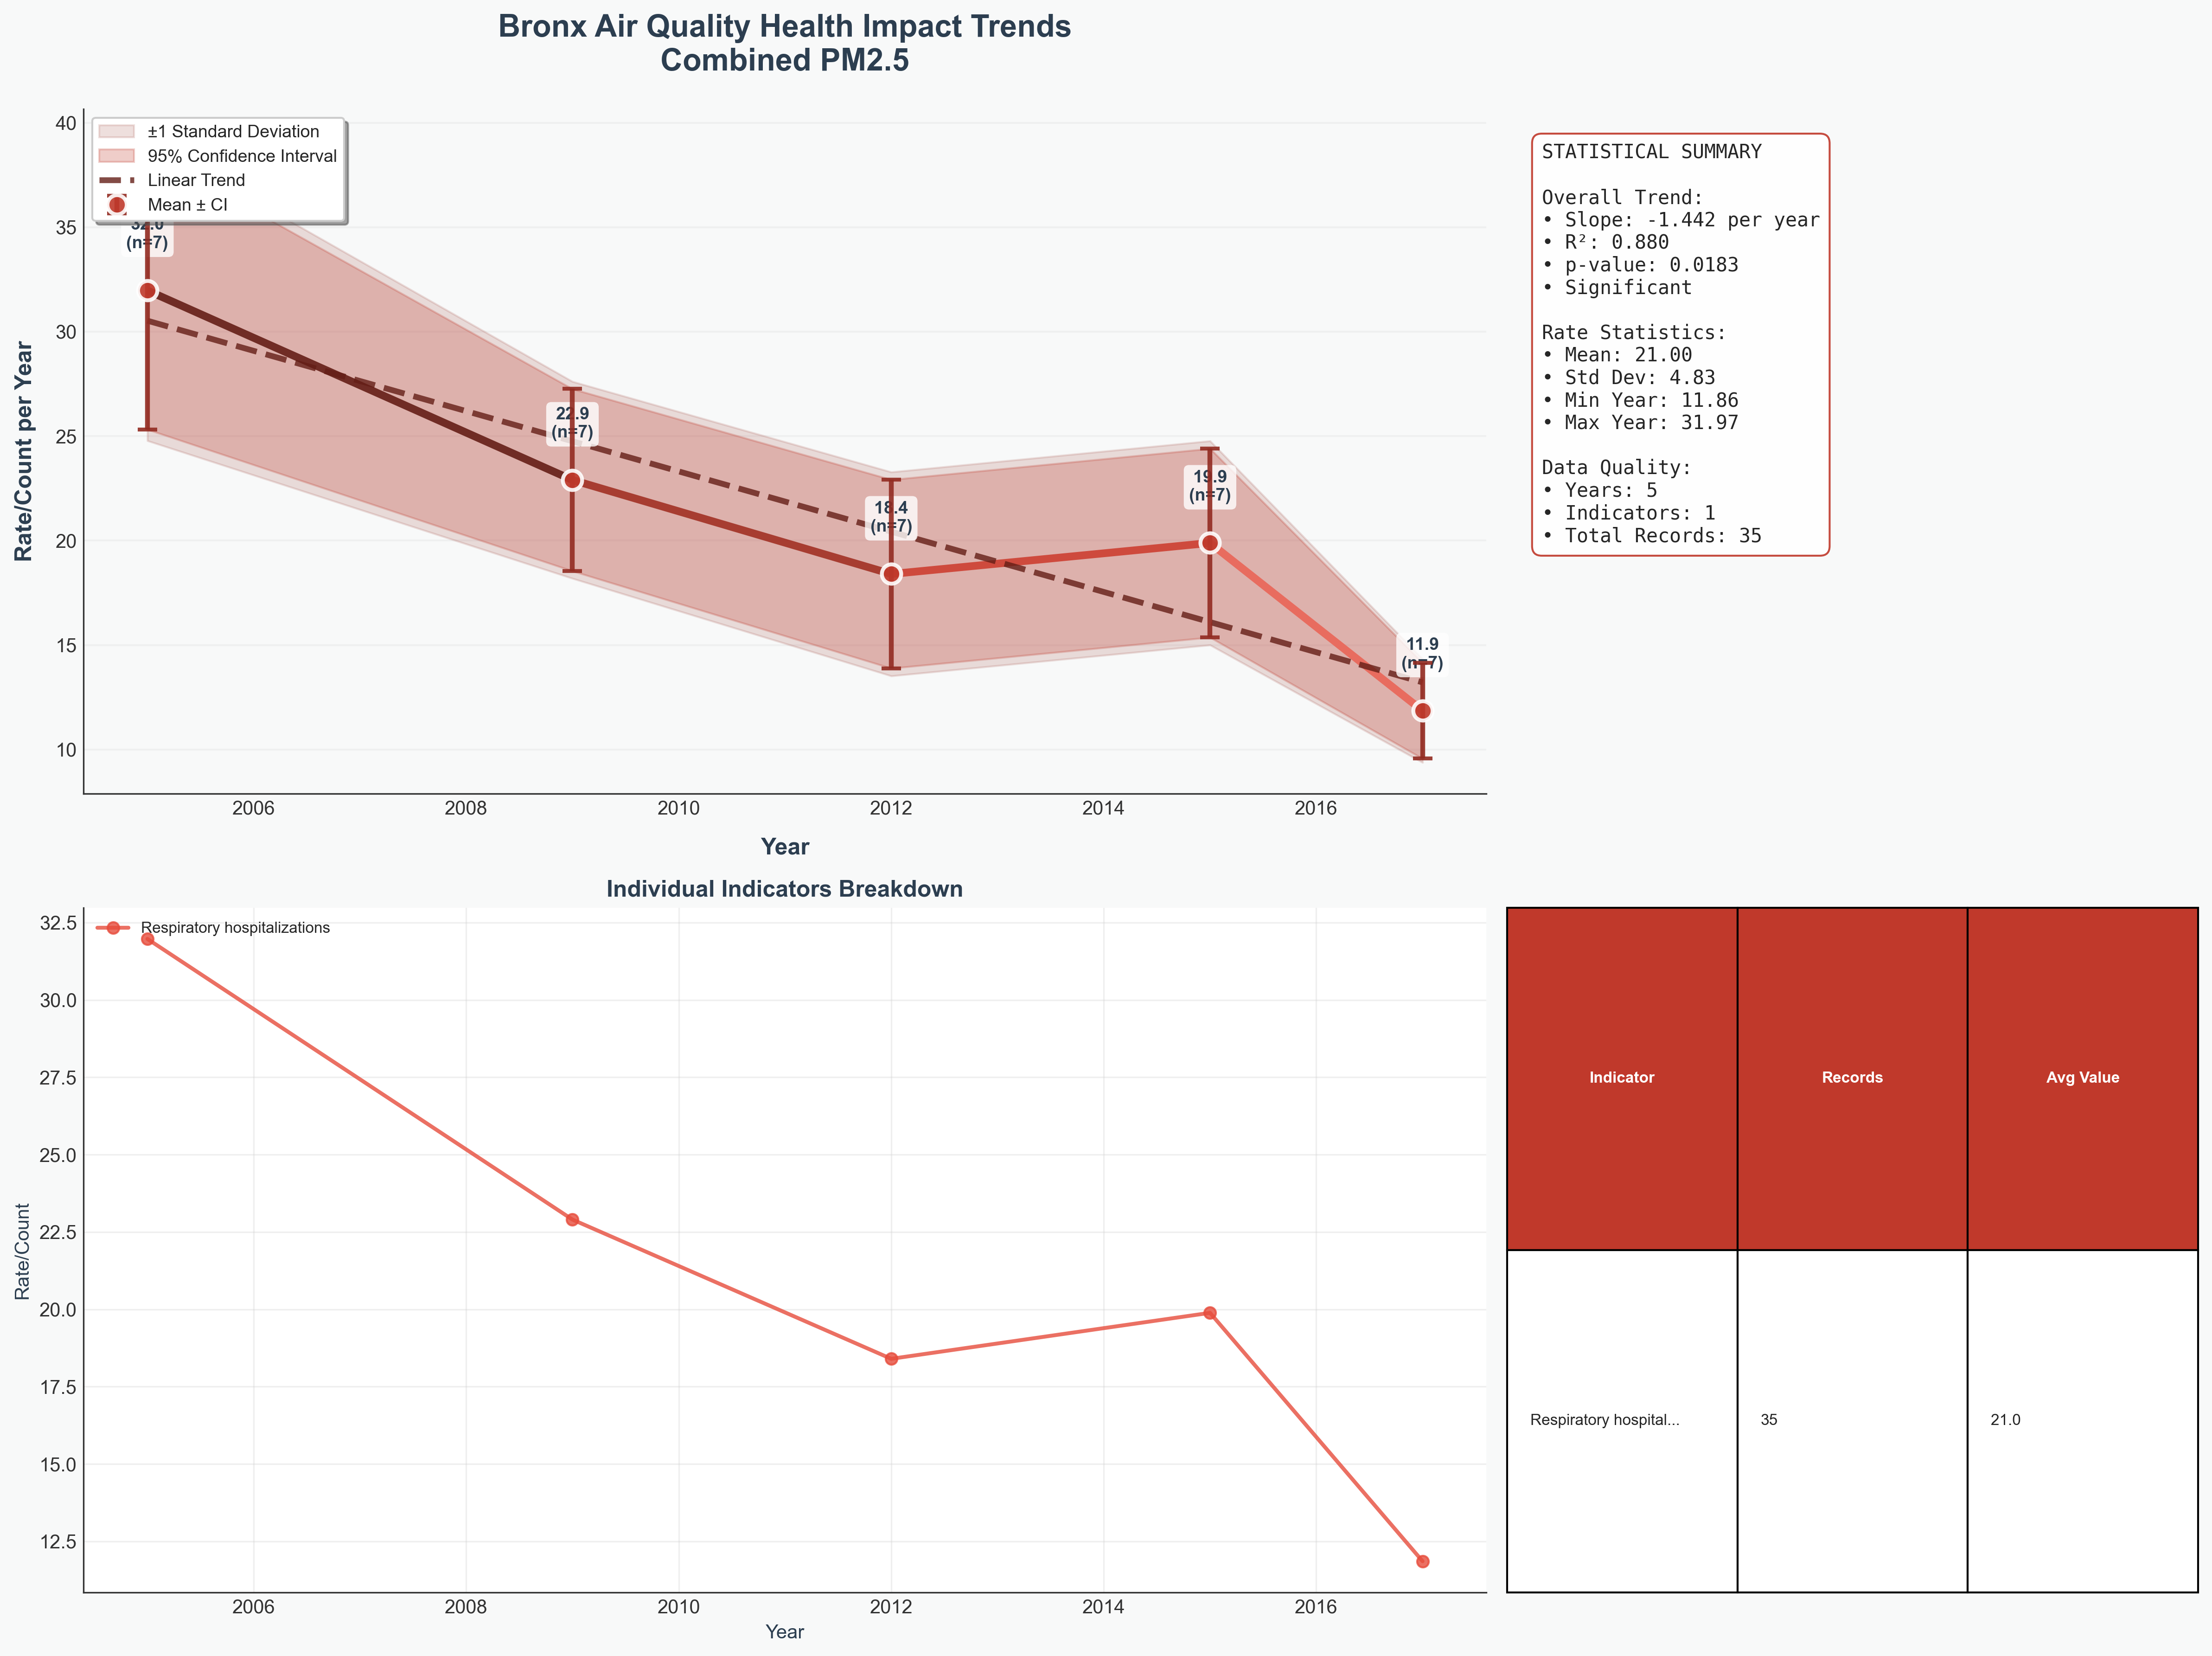 Bronx Air Quality Health Impact Trends
Combined PM2.5
Rate/Count per Year
40
35
30
25
20
15
10
±1 Standard Deviation
95% Confidence Interval
Linear Trend
Mean ± CI
32.0
(n=7)
22.9
(n=7)
18.4
(n=7)
19.9
(n=7)
11.9
(n=7)
2006
2008
2010
2012
2014
2016
Year
STATISTICAL SUMMARY
Overall Trend:
• Slope: -1.442 per year
• R²: 0.880
• p-value: 0.0183
• Significant
Rate Statistics:
• Mean: 21.00
• Std Dev: 4.83
• Min Year: 11.86
• Max Year: 31.97
Data Quality:
• Years: 5
• Indicators: 1
• Total Records: 35
Individual Indicators Breakdown
Rate/Count
32.5
30.0
27.5
25.0
22.5
20.0
17.5
15.0
12.5
Respiratory hospitalizations
2006
2008
2010
2012
2014
2016
Year
Indicator
Records
Avg Value
Respiratory hospital...
35
21.0